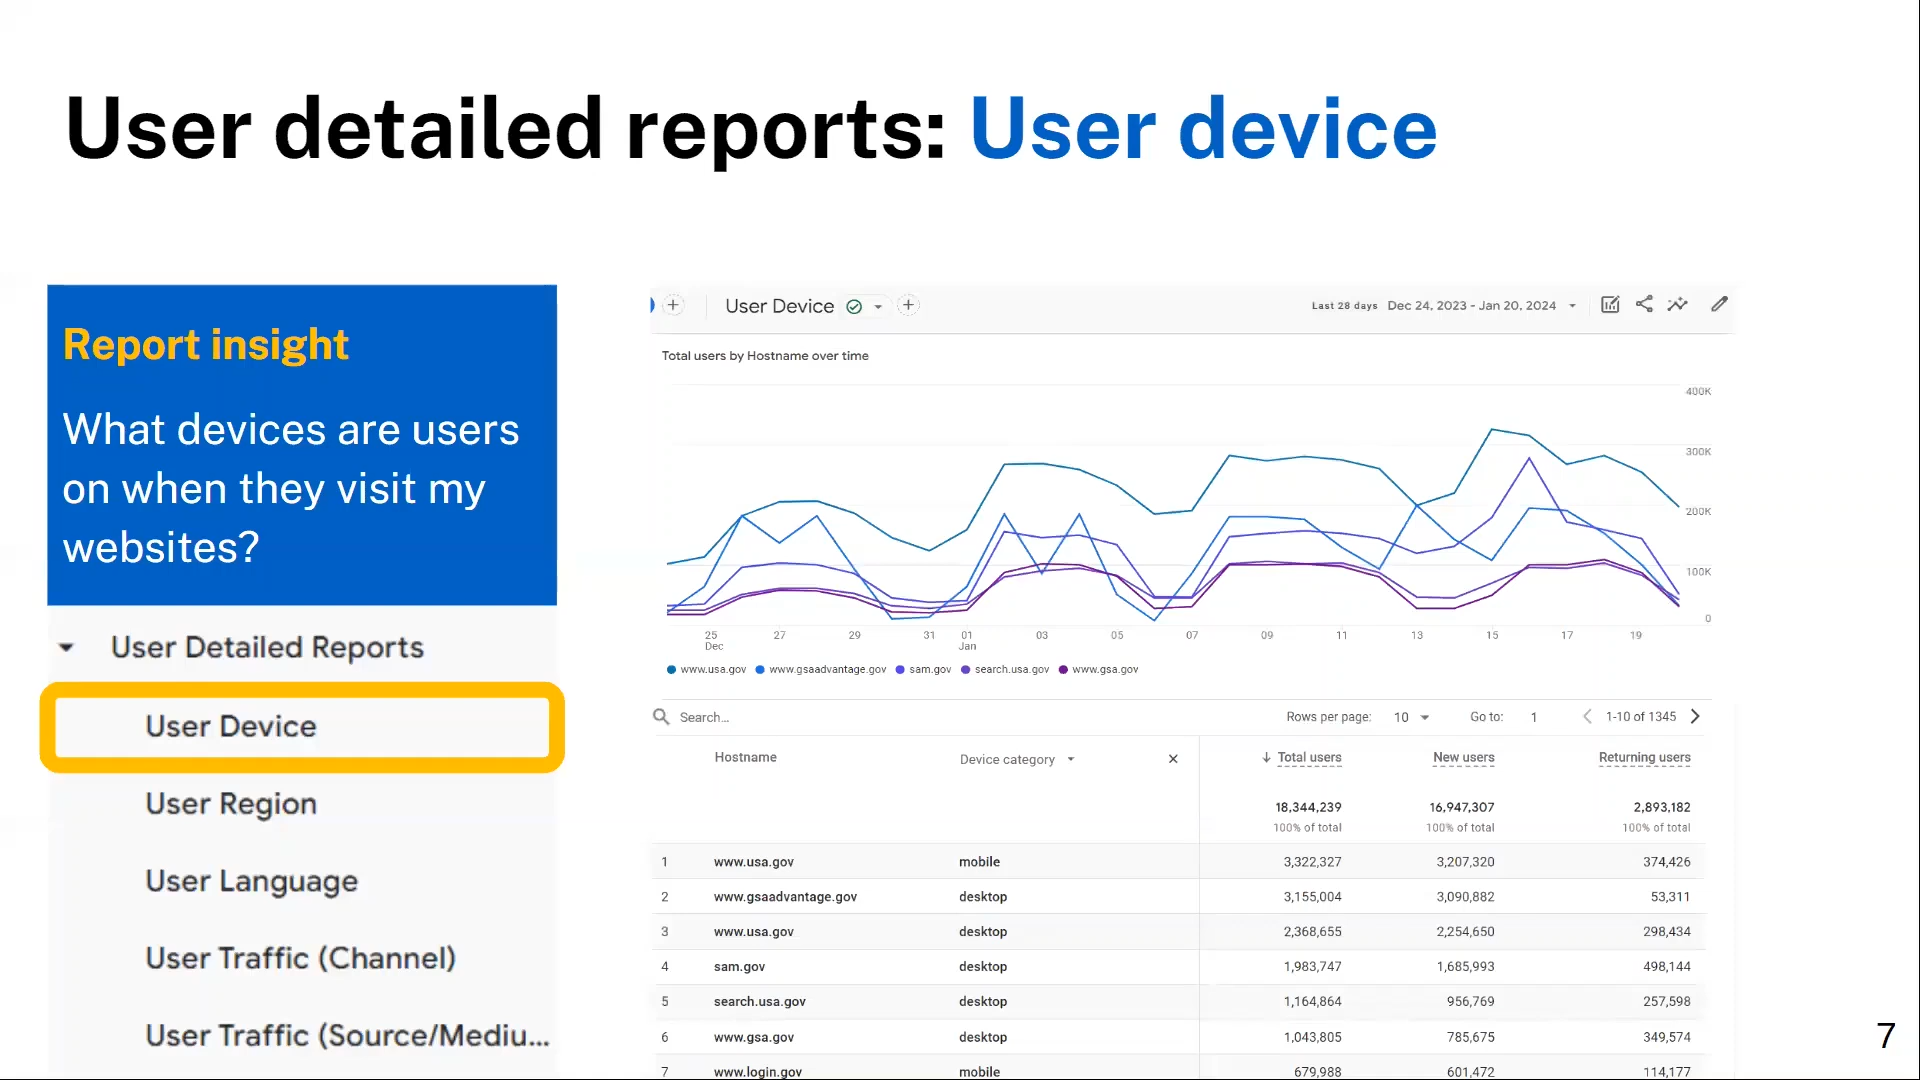 User detailed reports: User device
Report insight
What devices are users
on when they visit my
websites?
User Detailed Reports
User Device
User Region
User Language
User Traffic (Channel)
User Traffic (Source/Mediu...
User Device
Last 28 days Dec 24, 2023 - Jan 20, 2024
Total users by Hostname over time
400K
300K
200K
100K
0
25 27 29 31 01 03 05 07 09 11 13 15 17 19
Dec Jan
www.usa.gov www.gsaadvantage.gov sam.gov search.usa.gov www.gsa.gov
Search... Rows per page: 10 Go to: 1 1-10 of 1345
Hostname Device category Total users New users Returning users
18,344,239 16,947,307 2,893,182
100% of total 100% of total 100% of total
1 www.usa.gov mobile 3,322,327 3,207,320 374,426
2 www.gsaadvantage.gov desktop 3,155,004 3,090,882 53,311
3 www.usa.gov desktop 2,368,655 2,254,650 298,434
4 sam.gov desktop 1,983,747 1,685,993 498,144
5 search.usa.gov desktop 1,164,864 956,769 257,598
6 www.gsa.gov desktop 1,043,805 785,675 349,574
7 www.login.gov mobile 679,988 601,472 114,177
7